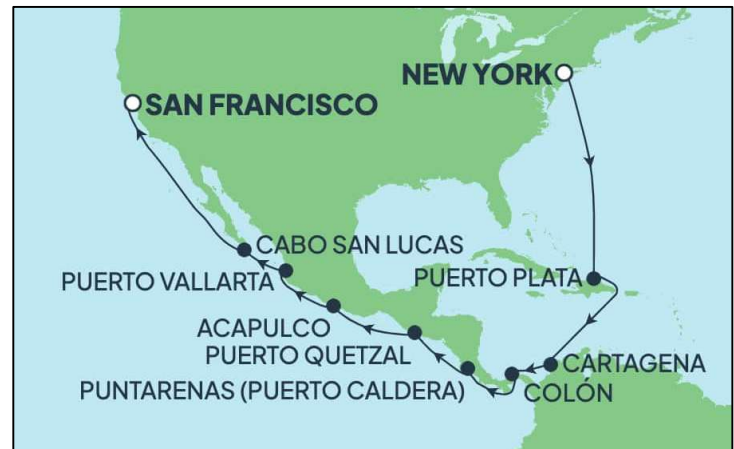 NEW YORK
SAN FRANCISCO
CABO SAN LUCAS
PUERTO VALLARTA
PUERTO PLATA
ACAPULCO
PUERTO QUETZAL
CARTAGENA
PUNTARENAS (PUERTO CALDERA)
COLÓN